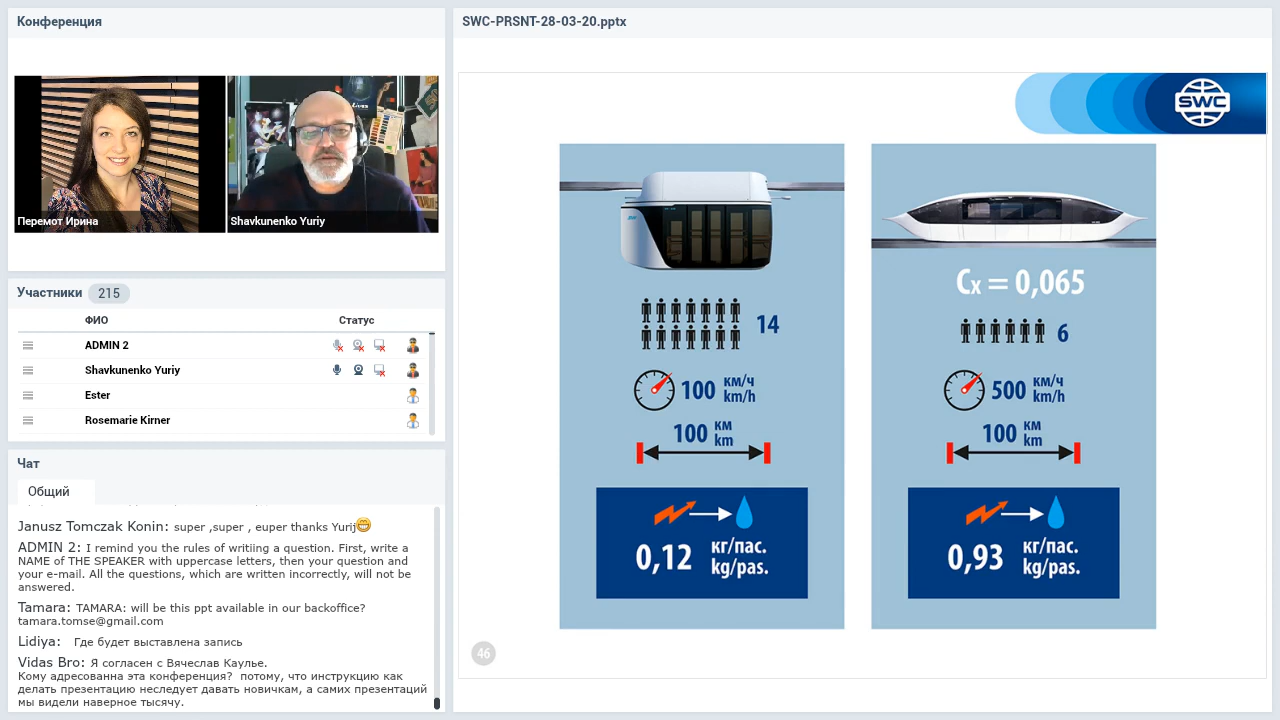 Конференция
Перемот Ирина
Shavkunenko Yuriy
Участники 215
ФИО Статус
ADMIN 2
Shavkunenko Yuriy
Ester
Rosemarie Kirner
Чат
Общий
Janusz Tomczak Konin: super ,super , euper thanks Yurij
ADMIN 2: I remind you the rules of writiing a question. First, write a
NAME of THE SPEAKER with uppercase letters, then your question and
your e-mail. All the questions, which are written incorrectly, will not be
answered.
Tamara: TAMARA: will be this ppt available in our backoffice?
tamara.tomse@gmail.com
Lidiya: Где будет выставлена запись
Vidas Bro: Я согласен с Вячеслав Каулье.
Кому адресованна эта конференция? потому, что инструкцию как
делать презентацию неследует давать новичкам, а самих презентаций
мы видели наверное тысячу.
SWC-PRSNT-28-03-20.pptx
SWC
14
100 км/ч
km/h
100 км
km
0,12 кг/пас.
kg/pas.
Cx = 0,065
6
500 км/ч
km/h
100 км
km
0,93 кг/пас.
kg/pas.
46